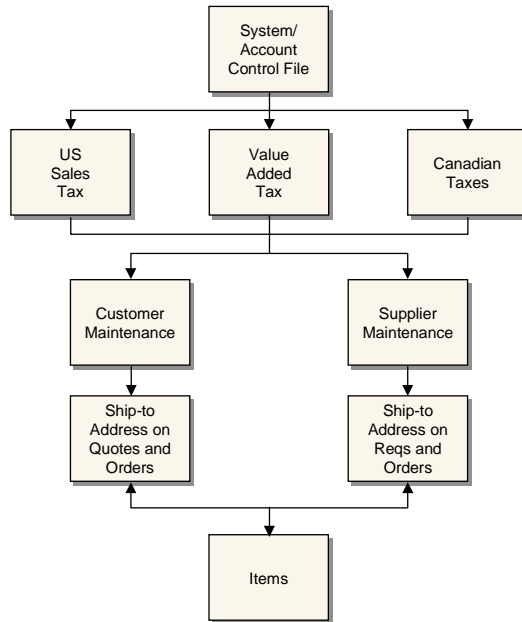 System/
Account
Control File
US
Sales
Tax
Value
Added
Tax
Canadian
Taxes
Customer
Maintenance
Supplier
Maintenance
Ship-to
Address on
Quotes and
Orders
Ship-to
Address on
Reqs and
Orders
Items